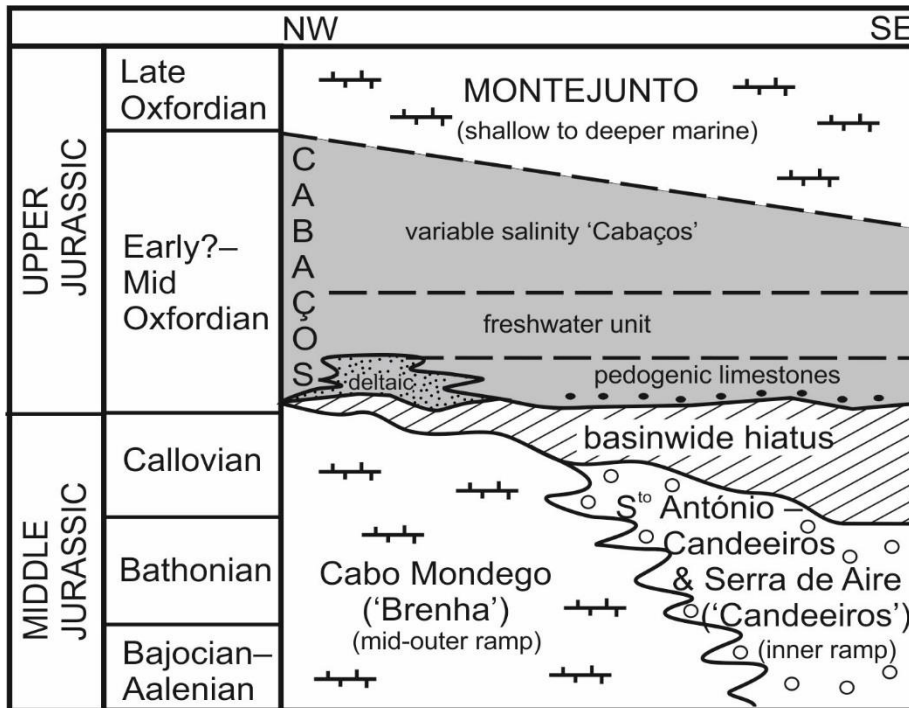 NW
SE
UPPER
JURASSIC
Late
Oxfordian
Early?–
Mid
Oxfordian
MIDDLE
JURASSIC
Callovian
Bathonian
Bajocian–
Aalenian
MONTEJUNTO
(shallow to deeper marine)
CABAÇOS
variable salinity ‘Cabaços’
freshwater unit
deltaic
pedogenic limestones
basinwide hiatus
Sto António –
Candeeiros
& Serra de Aire
(‘Candeeiros’)
(inner ramp)
Cabo Mondego
(‘Brenha’)
(mid-outer ramp)